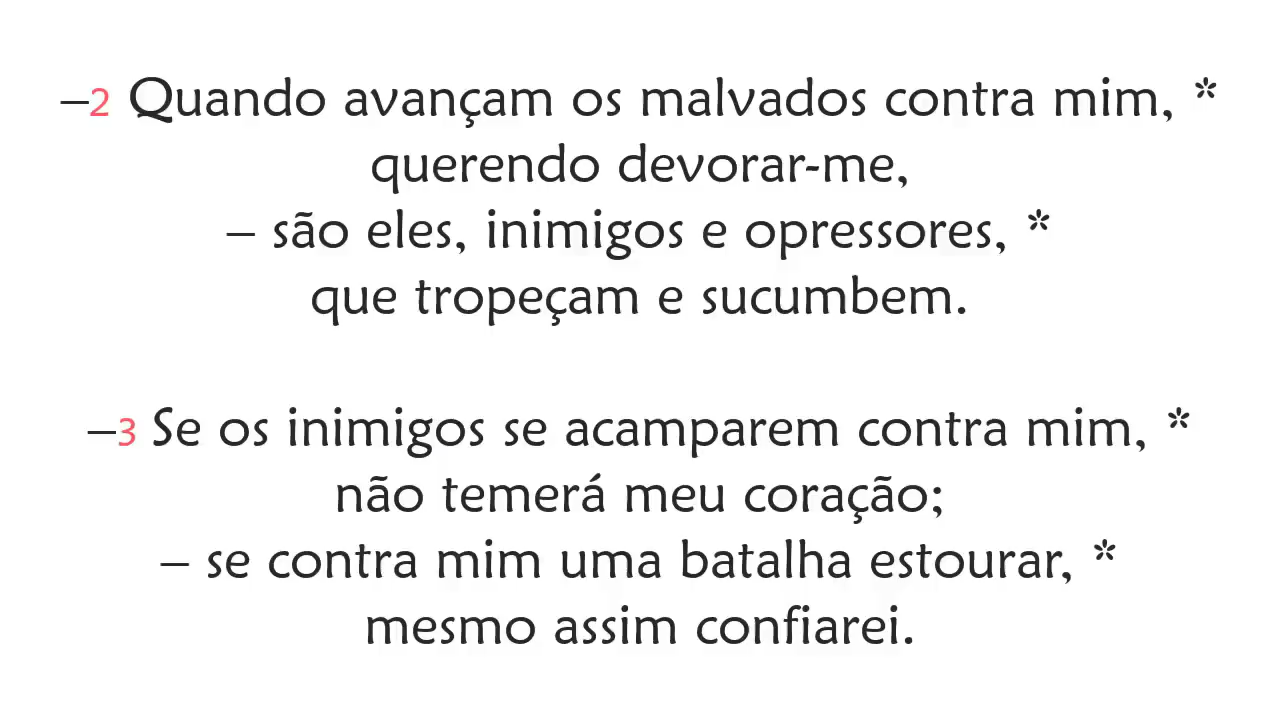 –2 Quando avançam os malvados contra mim, *
querendo devorar-me,
– são eles, inimigos e opressores, *
que tropeçam e sucumbem.
–3 Se os inimigos se acamparem contra mim, *
não temerá meu coração;
– se contra mim uma batalha estourar, *
mesmo assim confiarei.